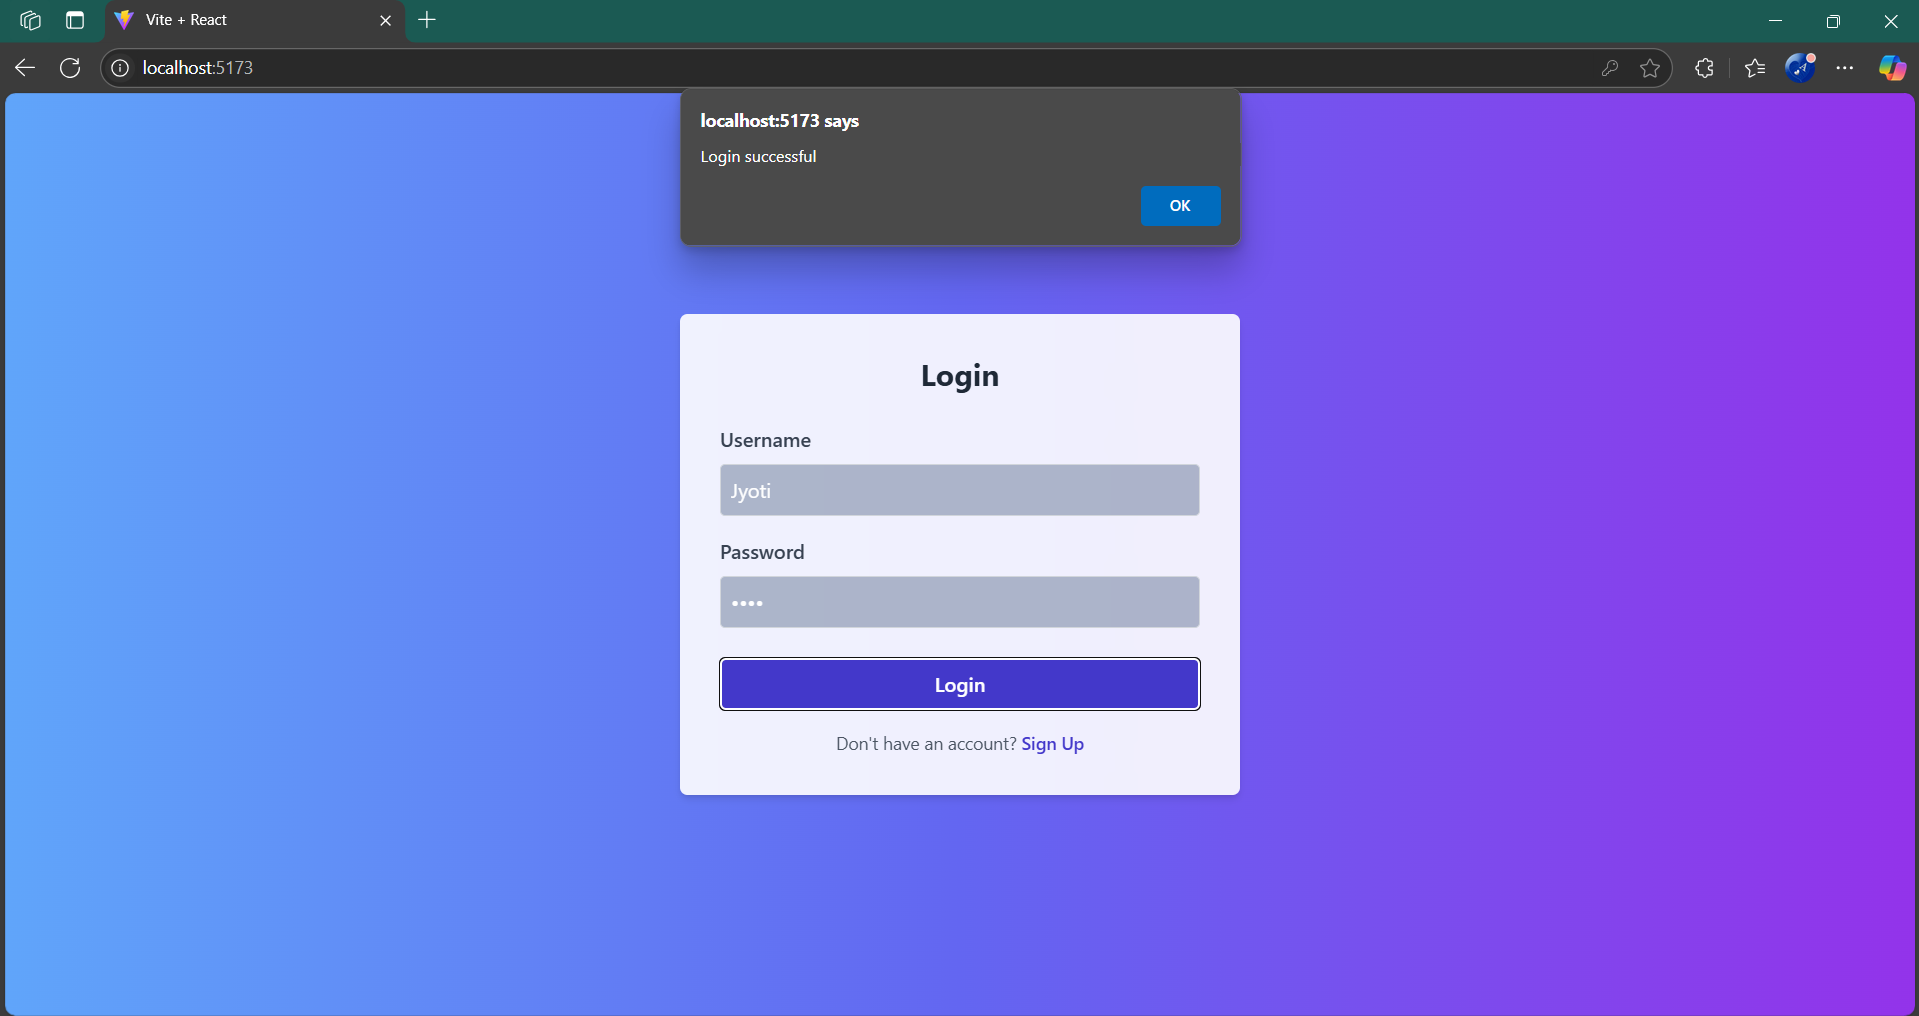 Vite + React
localhost:5173
localhost:5173 says
Login successful
OK
Login
Username
Jyoti
Password
••••
Login
Don't have an account? Sign Up